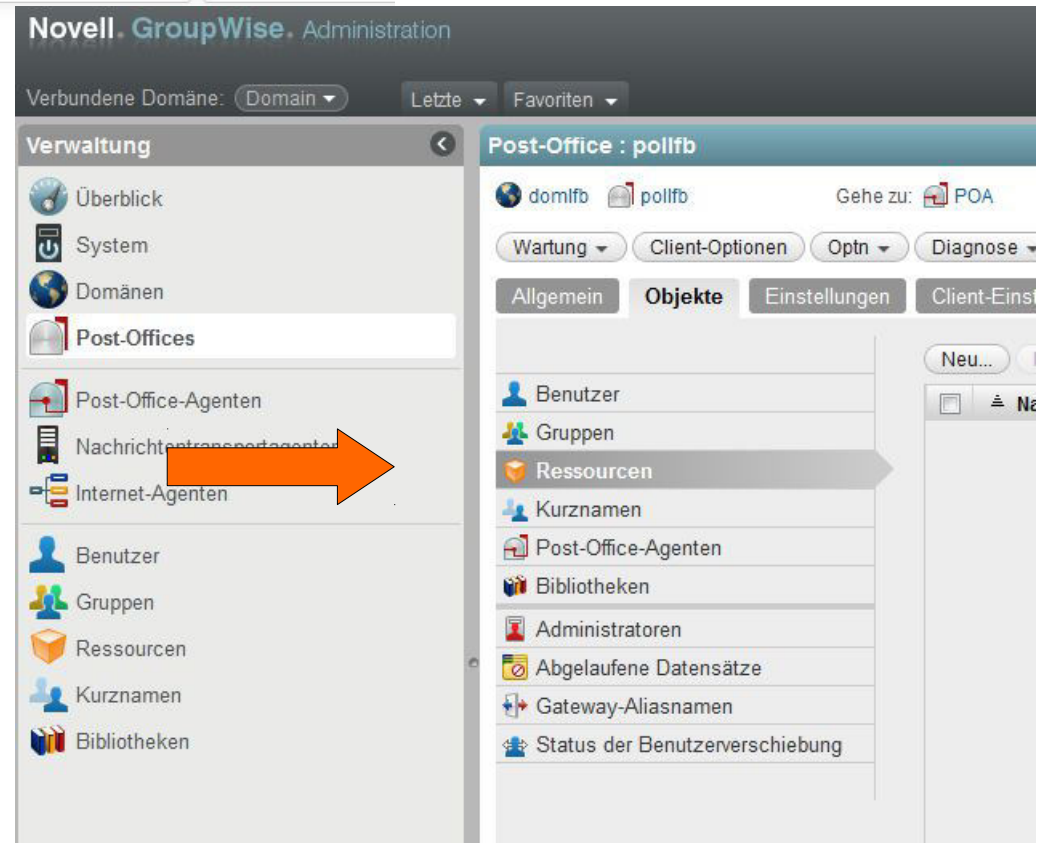 Novell. GroupWise. Administration
Verbundene Domäne: Domain Letzte Favoriten
Verwaltung
Überblick
System
Domänen
Post-Offices
Post-Office-Agenten
Internet-Agenten
Benutzer
Gruppen
Ressourcen
Kurznamen
Bibliotheken
Post-Office : pollfb
domlfb pollfb Gehe zu: POA
Wartung Client-Optionen Optn Diagnose
Allgemein Objekte Einstellungen Client-Einst
Neu...
Na
Benutzer
Gruppen
Ressourcen
Kurznamen
Post-Office-Agenten
Bibliotheken
Administratoren
Abgelaufene Datensätze
Gateway-Aliasnamen
Status der Benutzerverschiebung